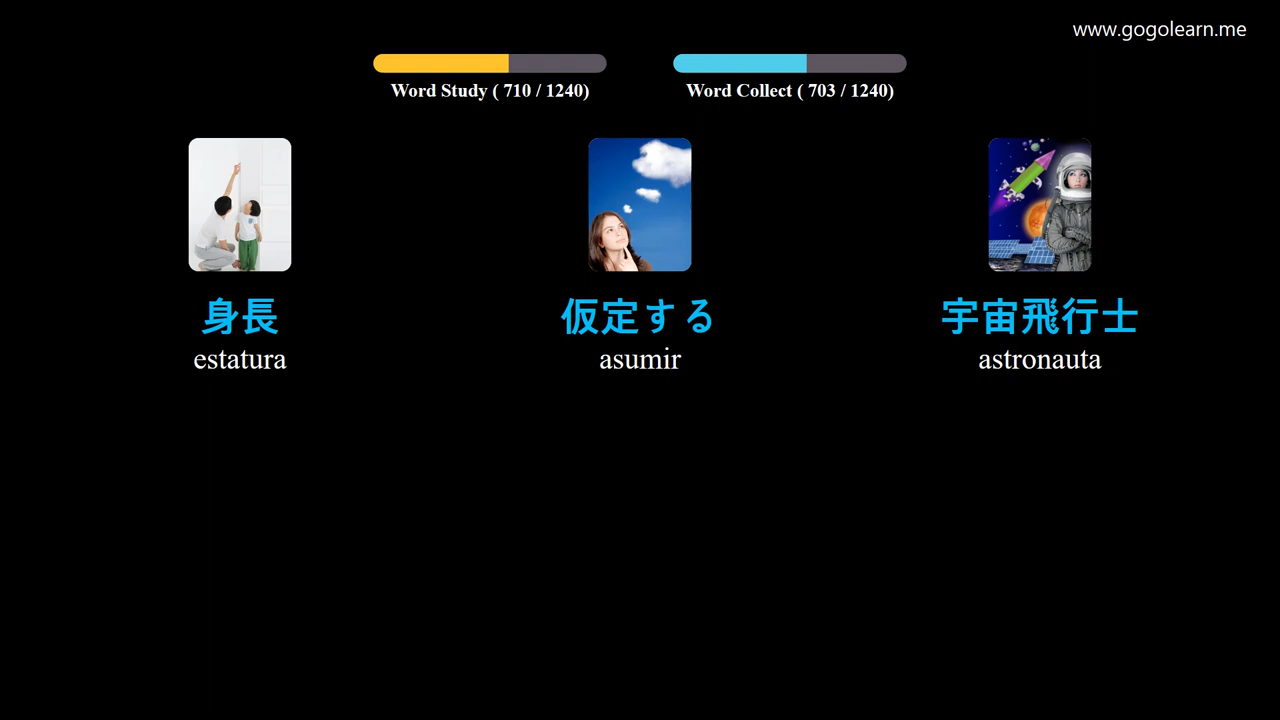 www.gogolearn.me
Word Study ( 710 / 1240)
Word Collect ( 703 / 1240)
身長
estatura
仮定する
asumir
宇宙飛行士
astronauta